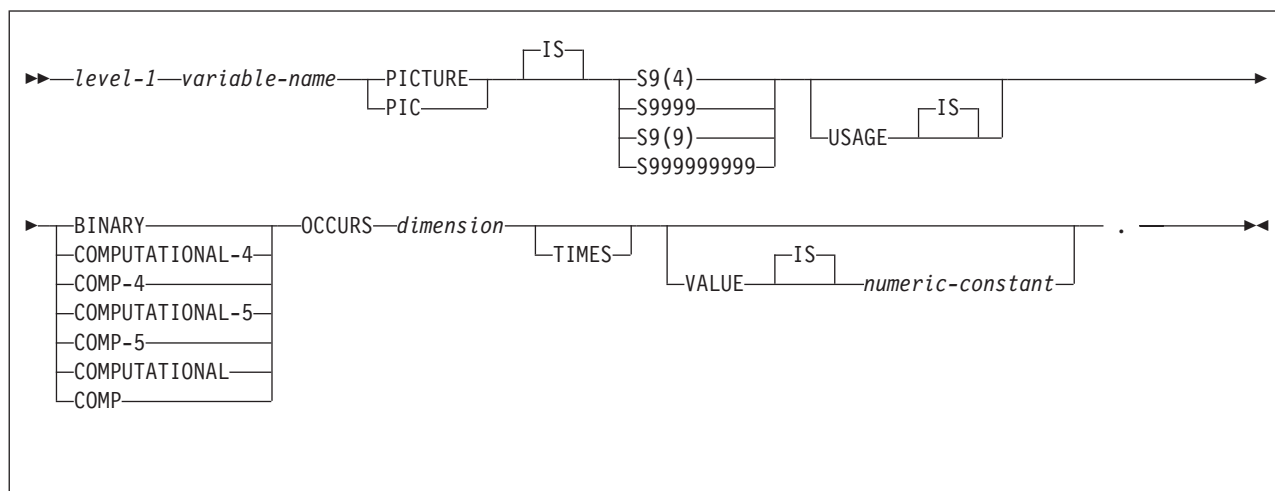 IS
level-1 variable-name PICTURE S9(4)
PIC S9999 IS
S9(9) USAGE
S999999999
BINARY OCCURS dimension .
COMPUTATIONAL-4 TIMES IS
COMP-4 VALUE numeric-constant
COMPUTATIONAL-5
COMP-5
COMPUTATIONAL
COMP